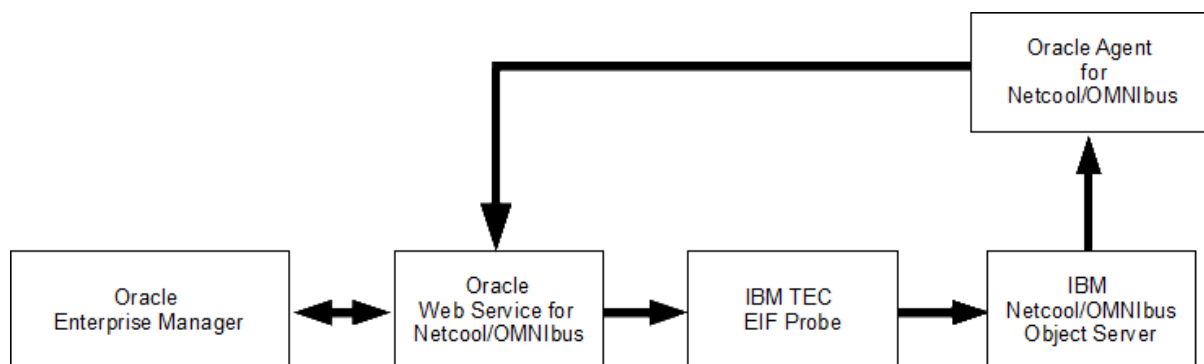 Oracle Agent
for
Netcool/OMNIbus
Oracle
Enterprise Manager
Oracle
Web Service for
Netcool/OMNIbus
IBM TEC
EIF Probe
IBM
Netcool/OMNIbus
Object Server